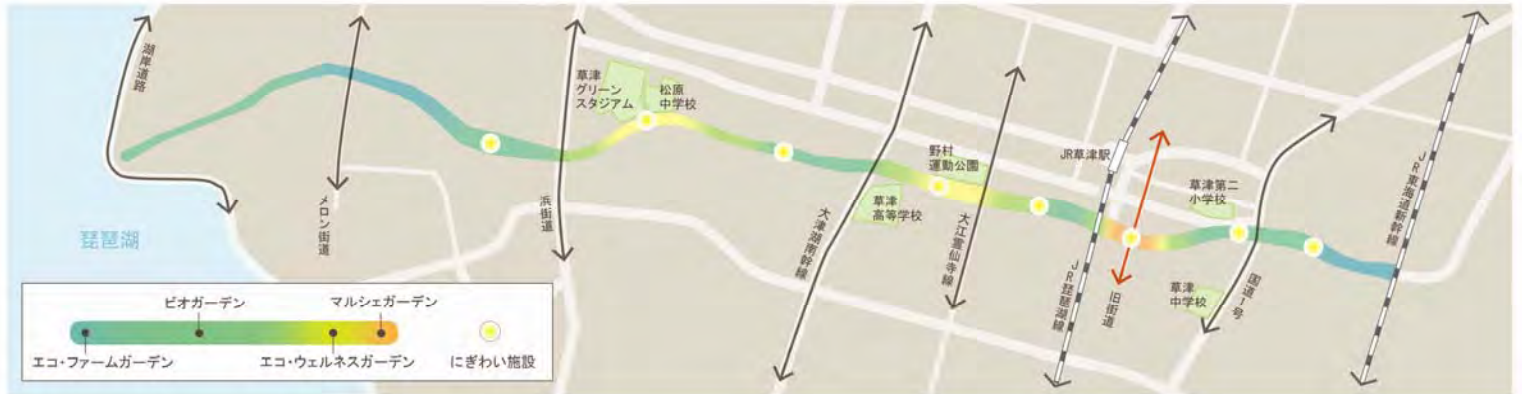 湖岸道路
メロン街道
浜街道
草津
グリーン
スタジアム
松原
中学校
野村
運動公園
草津
高等学校
大津湖南幹線
大江霊仙寺線
JR草津駅
JR琵琶湖線
旧街道
草津第二
小学校
草津
中学校
国道1号
JR東海道新幹線
琵琶湖
ビオガーデン
マルシェガーデン
エコ・ファームガーデン
エコ・ウェルネスガーデン
にぎわい施設